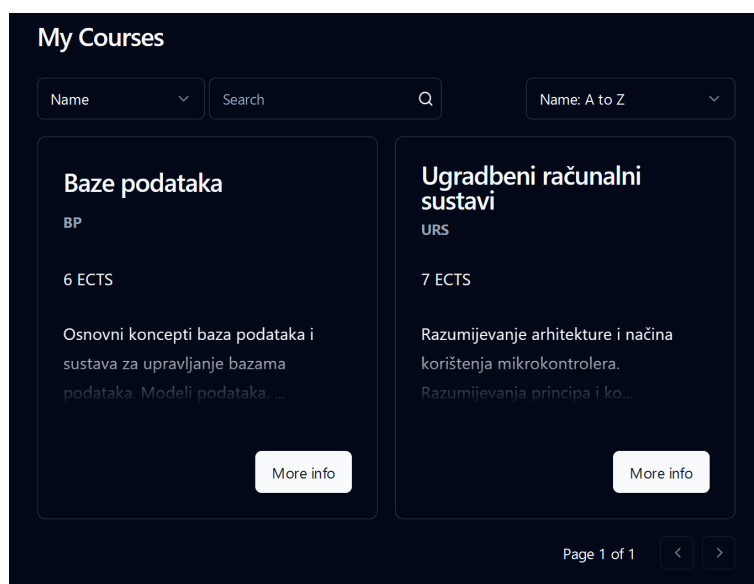 My Courses
Name
Search
Name: A to Z
Baze podataka
BP
6 ECTS
Osnovni koncepti baza podataka i
sustava za upravljanje bazama
podataka. Modeli podataka. ...
More info
Ugradbeni računalni
sustavi
URS
7 ECTS
Razumijevanje arhitekture i načina
korištenja mikrokontrolera.
Razumijevanja principa i ko...
More info
Page 1 of 1